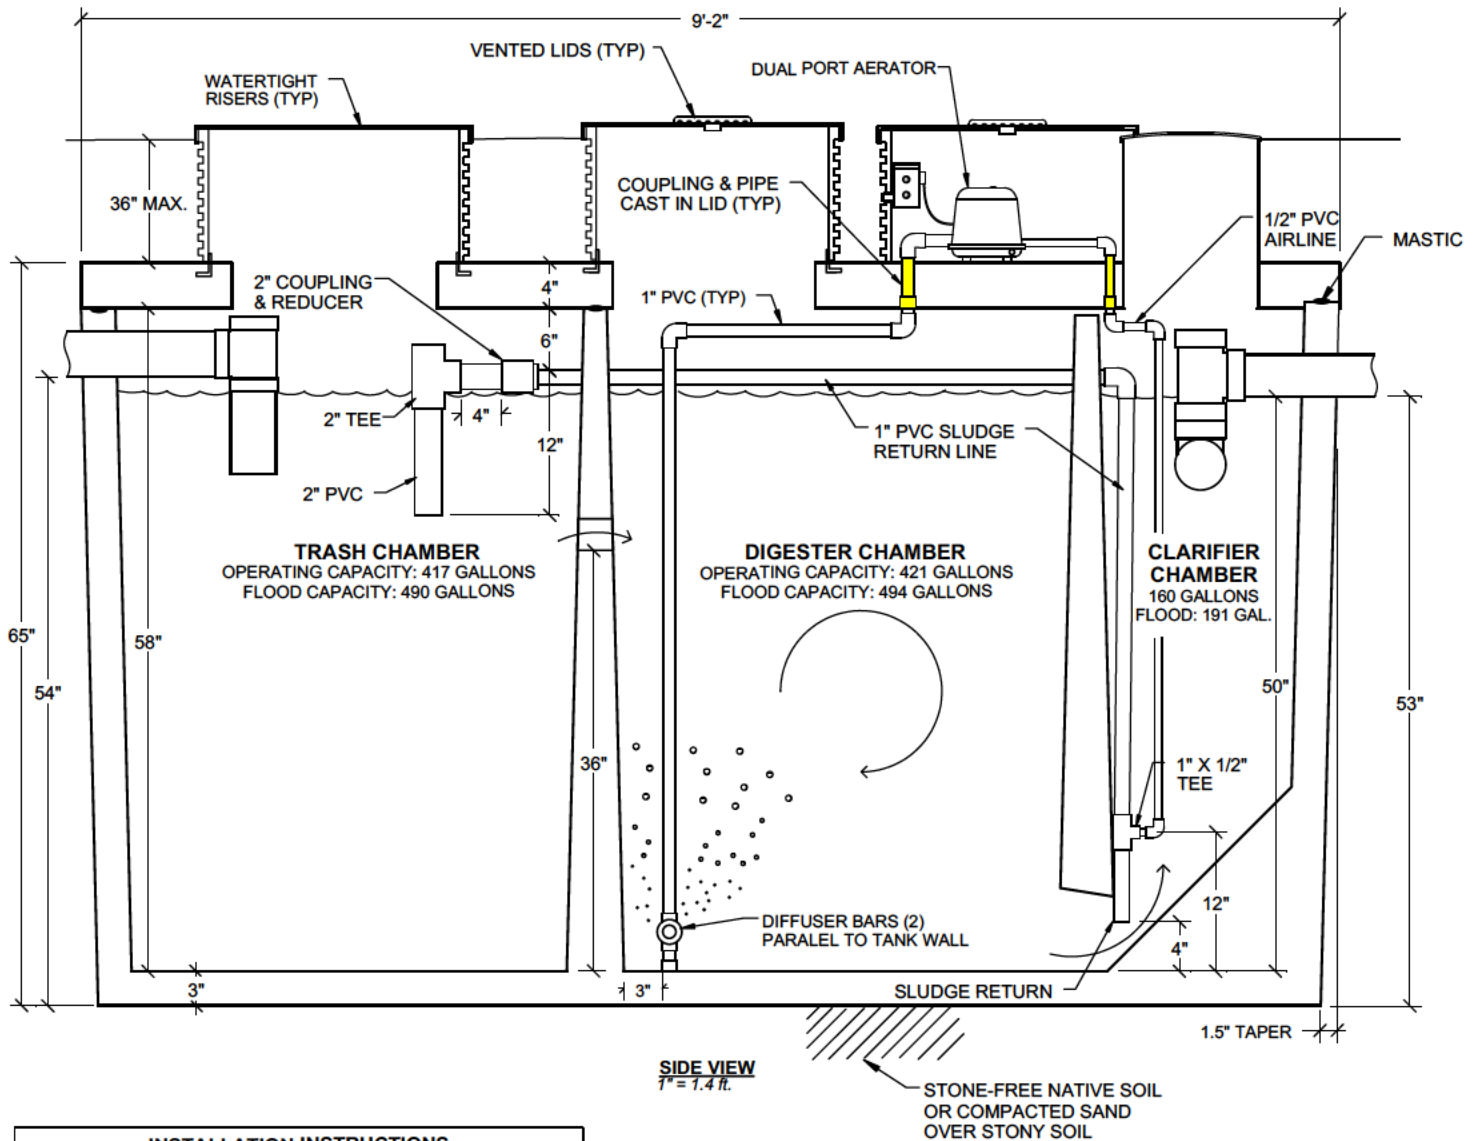 9'-2"
VENTED LIDS (TYP)
DUAL PORT AERATOR
WATERTIGHT
RISERS (TYP)
36" MAX.
COUPLING & PIPE
CAST IN LID (TYP)
1/2" PVC
AIRLINE
MASTIC
2" COUPLING
& REDUCER
4"
1" PVC (TYP)
6"
2" TEE
4"
12"
1" PVC SLUDGE
RETURN LINE
2" PVC
TRASH CHAMBER
OPERATING CAPACITY: 417 GALLONS
FLOOD CAPACITY: 490 GALLONS
DIGESTER CHAMBER
OPERATING CAPACITY: 421 GALLONS
FLOOD CAPACITY: 494 GALLONS
CLARIFIER
CHAMBER
160 GALLONS
FLOOD: 191 GAL.
65"
58"
54"
50"
53"
36"
1" X 1/2"
TEE
12"
DIFFUSER BARS (2)
PARALEL TO TANK WALL
4"
3"
3"
SLUDGE RETURN
1.5" TAPER
SIDE VIEW
1" = 1.4 ft.
STONE-FREE NATIVE SOIL
OR COMPACTED SAND
OVER STONY SOIL
INSTALLATION INSTRUCTIONS